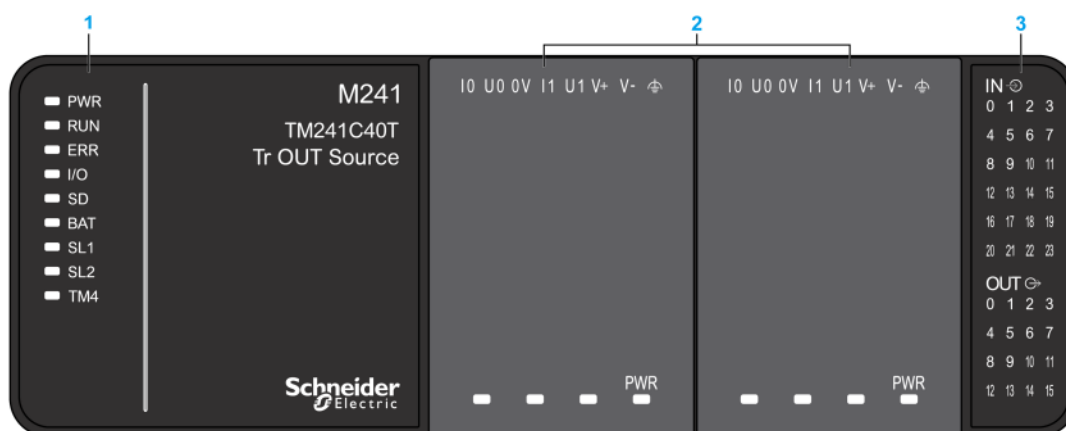 1
2
3
PWR
RUN
ERR
I/O
SD
BAT
SL1
SL2
TM4
M241
TM241C40T
Tr OUT Source
Schneider
Electric
I0 U0 0V I1 U1 V+ V-
PWR
I0 U0 0V I1 U1 V+ V-
PWR
IN
0 1 2 3
4 5 6 7
8 9 10 11
12 13 14 15
16 17 18 19
20 21 22 23
OUT
0 1 2 3
4 5 6 7
8 9 10 11
12 13 14 15